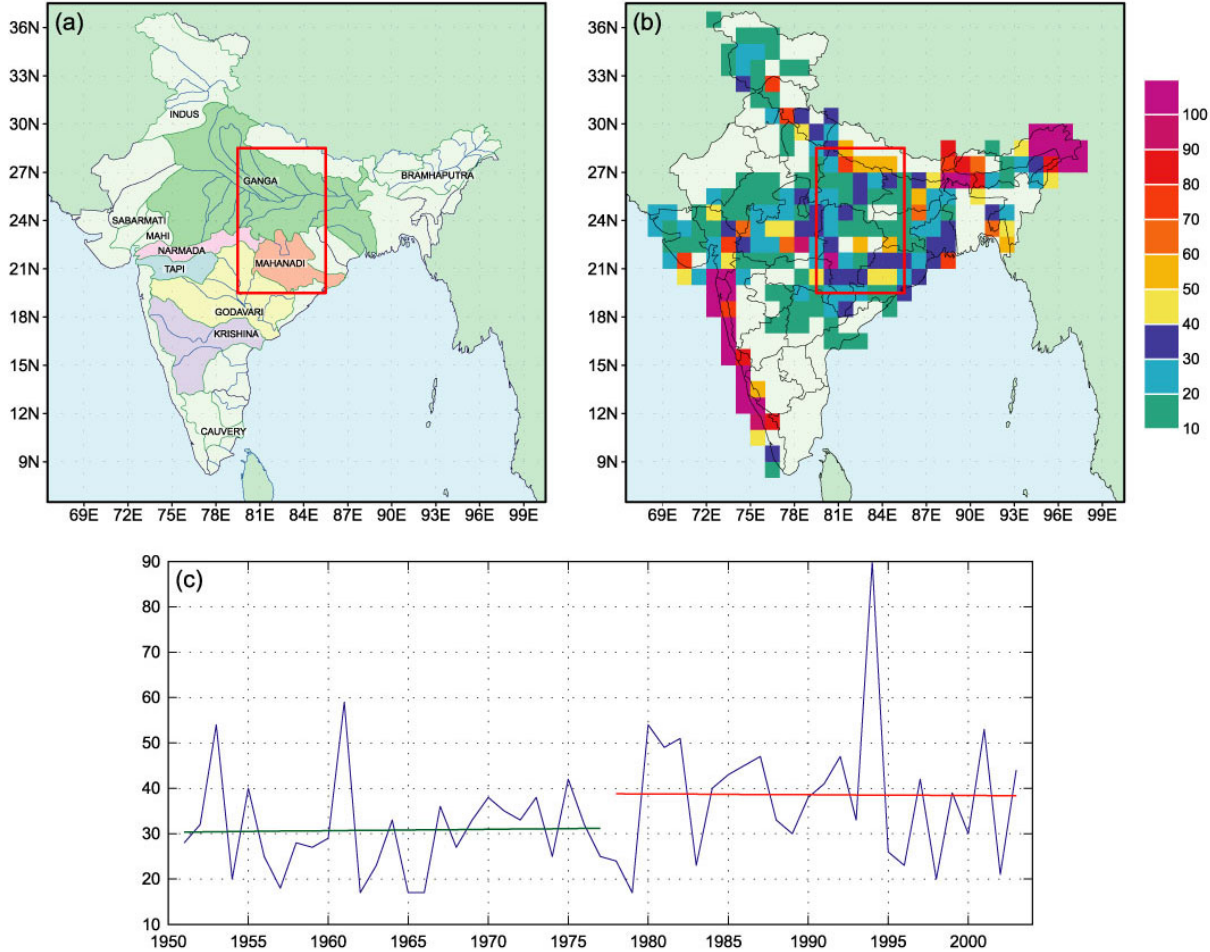 (a)
36N
33N
30N
27N
24N
21N
18N
15N
12N
9N
INDUS
GANGA
BRAMHAPUTRA
SABARMATI
MAHI
NARMADA
TAPI
MAHANADI
GODAVARI
KRISHINA
CAUVERY
69E 72E 75E 78E 81E 84E 87E 90E 93E 96E 99E
(b)
36N
33N
30N
27N
24N
21N
18N
15N
12N
9N
69E 72E 75E 78E 81E 84E 87E 90E 93E 96E 99E
100
90
80
70
60
50
40
30
20
10
(c)
90
80
70
60
50
40
30
20
10
1950 1955 1960 1965 1970 1975 1980 1985 1990 1995 2000